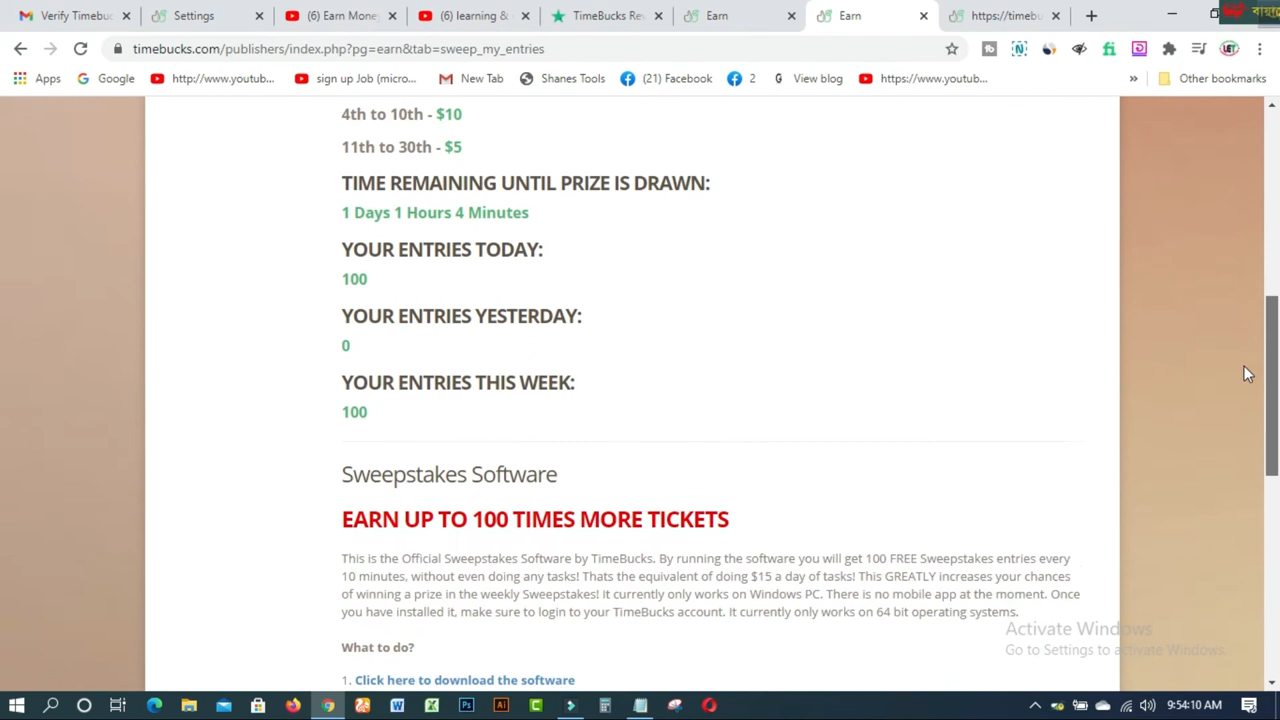 Verify Timebuc
Settings
(6) Earn Mone
(6) learning &
TimeBucks Re
Earn
Earn
https://timebu
timebucks.com/publishers/index.php?pg=earn&tab=sweep_my_entries
Apps
Google
http://www.youtub...
sign up Job (micro...
New Tab
Shanes Tools
(21) Facebook
2
View blog
https://www.youtub...
Other bookmarks
4th to 10th - $10
11th to 30th - $5
TIME REMAINING UNTIL PRIZE IS DRAWN:
1 Days 1 Hours 4 Minutes
YOUR ENTRIES TODAY:
100
YOUR ENTRIES YESTERDAY:
0
YOUR ENTRIES THIS WEEK:
100
Sweepstakes Software
EARN UP TO 100 TIMES MORE TICKETS
This is the Official Sweepstakes Software by TimeBucks. By running the software you will get 100 FREE Sweepstakes entries every
10 minutes, without even doing any tasks! Thats the equivalent of doing $15 a day of tasks! This GREATLY increases your chances
of winning a prize in the weekly Sweepstakes! It currently only works on Windows PC. There is no mobile app at the moment. Once
you have installed it, make sure to login to your TimeBucks account. It currently only works on 64 bit operating systems.
Activate Windows
Go to Settings to activate Windows.
What to do?
1. Click here to download the software
9:54:10 AM